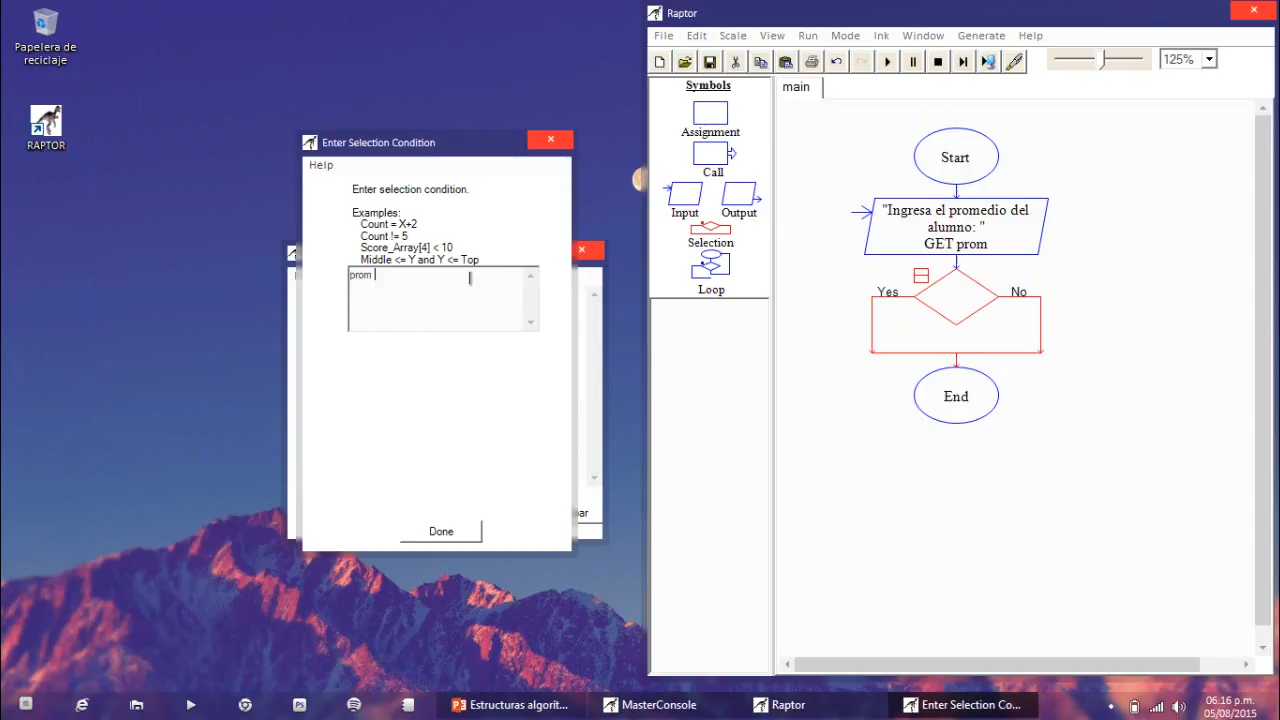 Papelera de
reciclaje
RAPTOR
Enter Selection Condition
Help
Enter selection condition.
Examples:
Count = X+2
Count != 5
Score_Array[4] < 10
Middle <= Y and Y <= Top
prom
Done
ar
Raptor
File Edit Scale View Run Mode Ink Window Generate Help
125%
Symbols
Assignment
Call
Input Output
Selection
Loop
main
Start
"Ingresa el promedio del
alumno: "
GET prom
Yes No
End
Estructuras algorít...
MasterConsole
Raptor
Enter Selection Co...
06:16 p.m.
05/08/2015